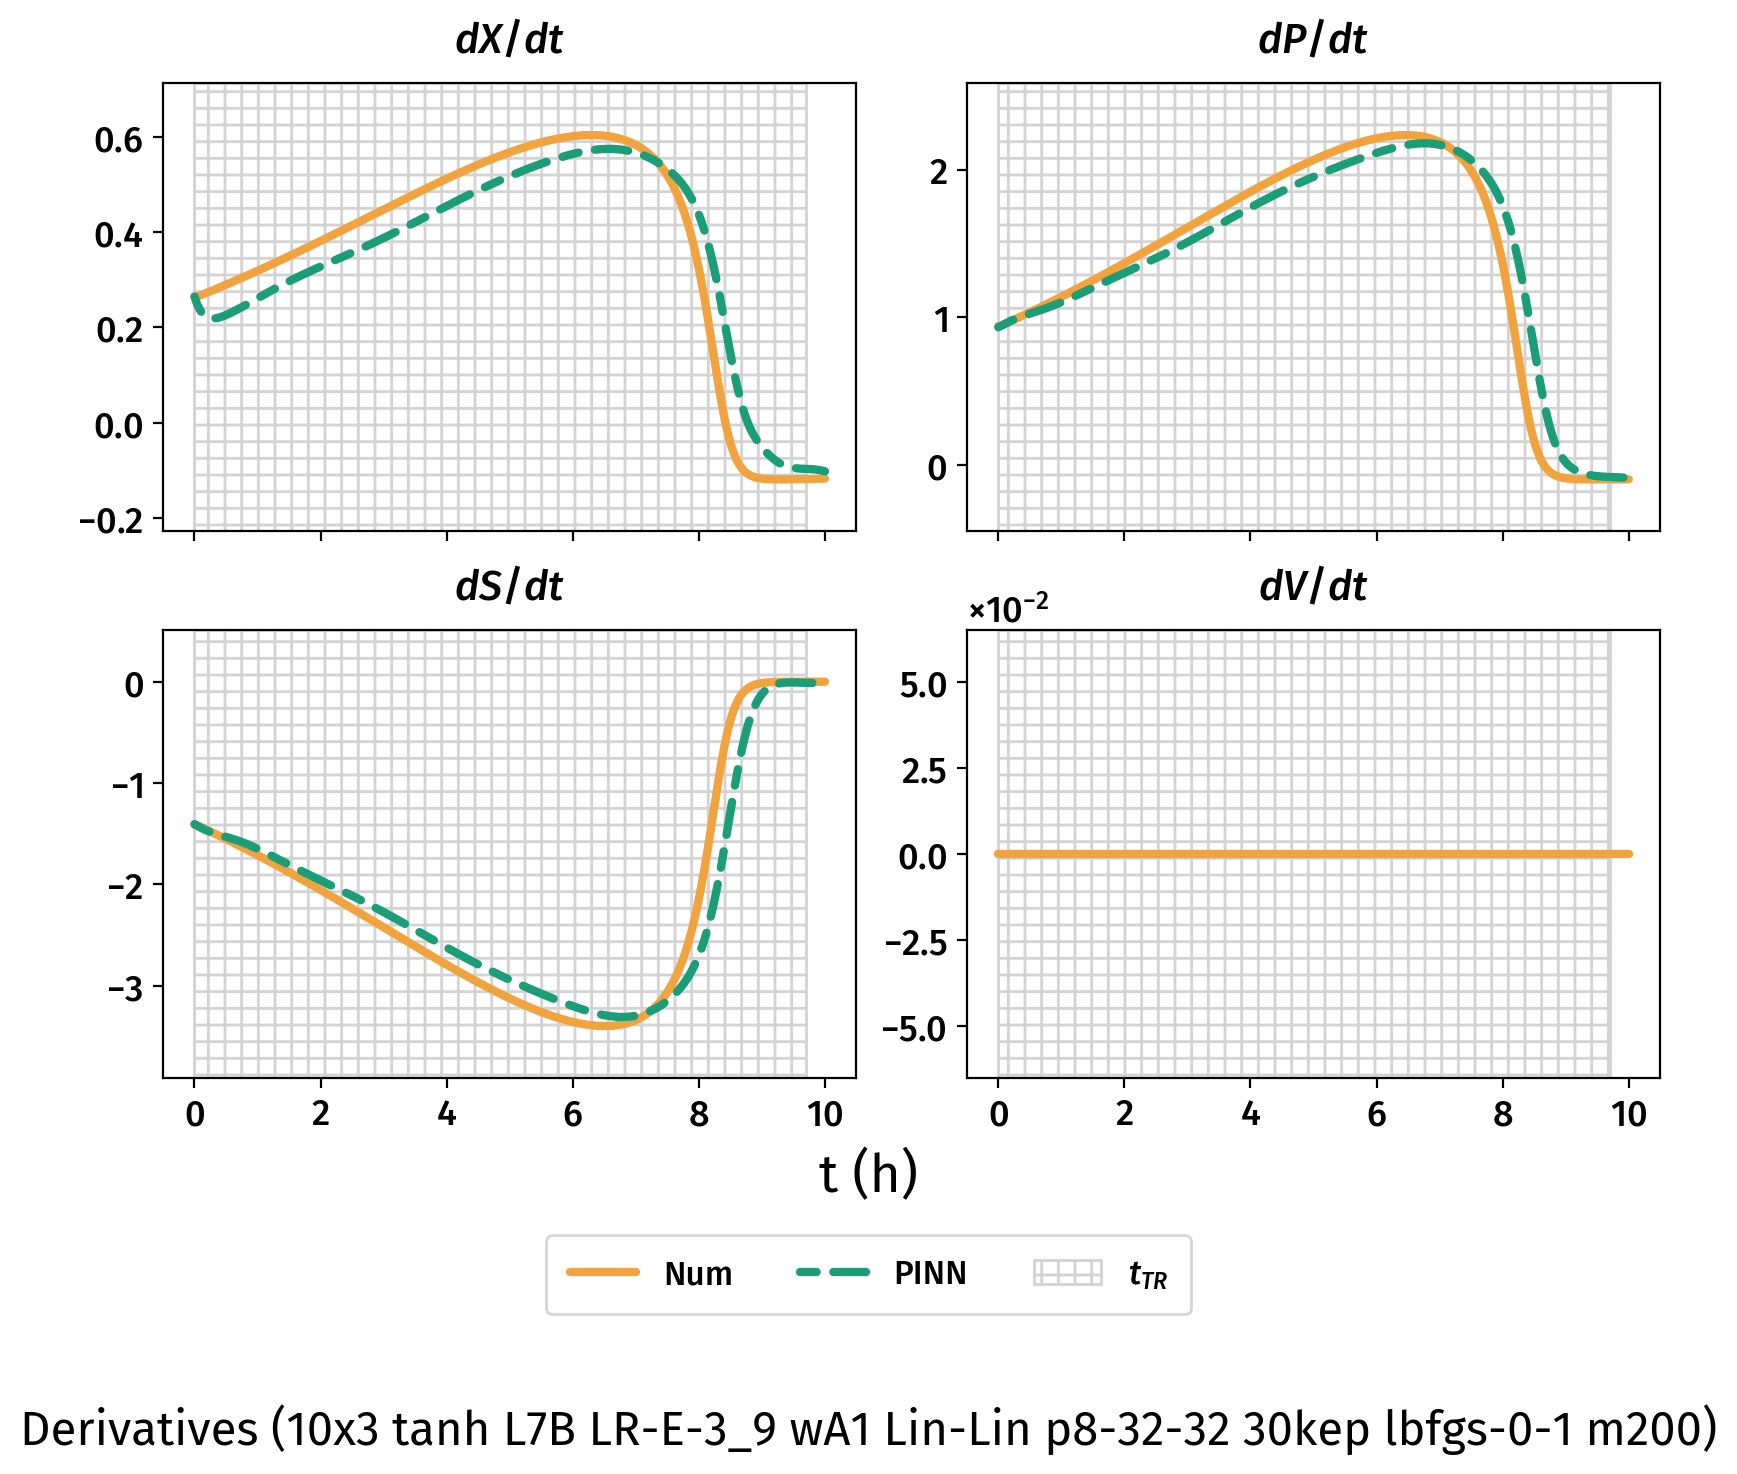 dX/dt
dP/dt
0.6
0.4
0.2
0.0
−0.2
2
1
0
dS/dt
dV/dt
×10⁻²
0
−1
−2
−3
5.0
2.5
0.0
−2.5
−5.0
0 2 4 6 8 10
0 2 4 6 8 10
t (h)
Num PINN t_TR
Derivatives (10x3 tanh L7B LR-E-3_9 wA1 Lin-Lin p8-32-32 30kep lbfgs-0-1 m200)